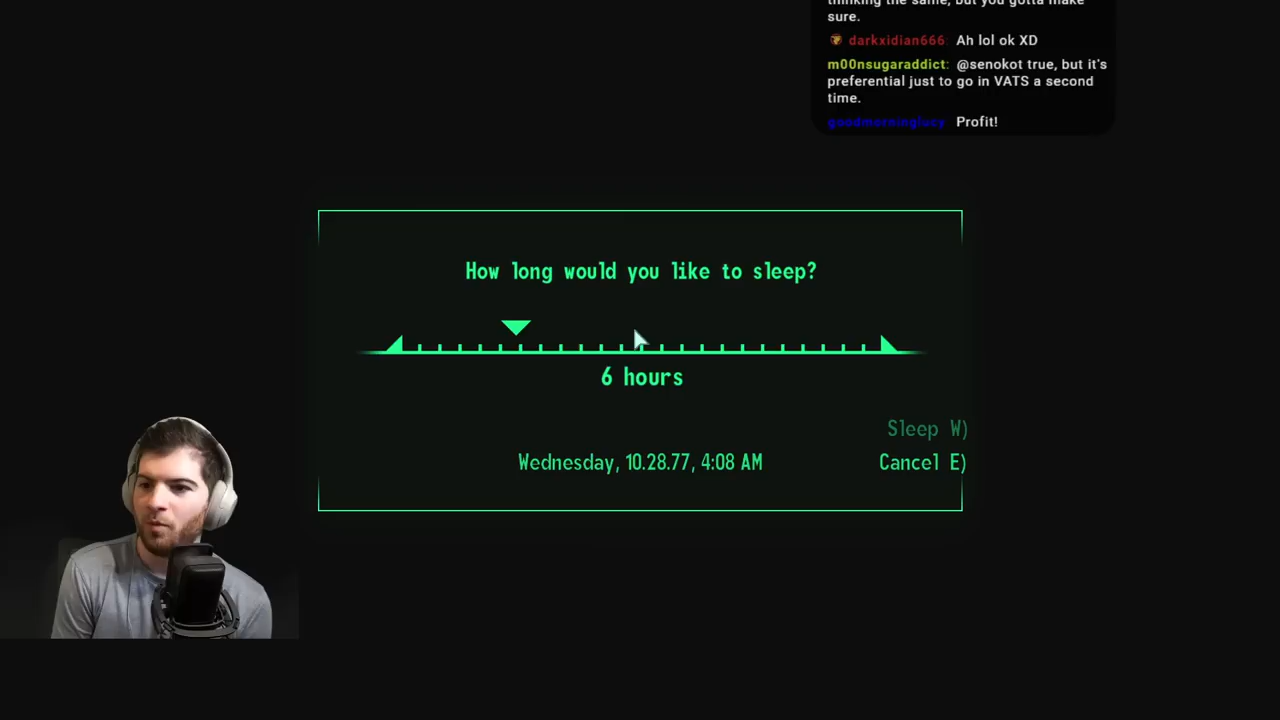 thinking the same, but you gotta make
sure.
darkxidian666: Ah lol ok XD
m00nsugaraddict: @senokot true, but it's
preferential just to go in VATS a second
time.
goodmorninglucy: Profit!
How long would you like to sleep?
6 hours
Sleep W)
Wednesday, 10.28.77, 4:08 AM
Cancel E)